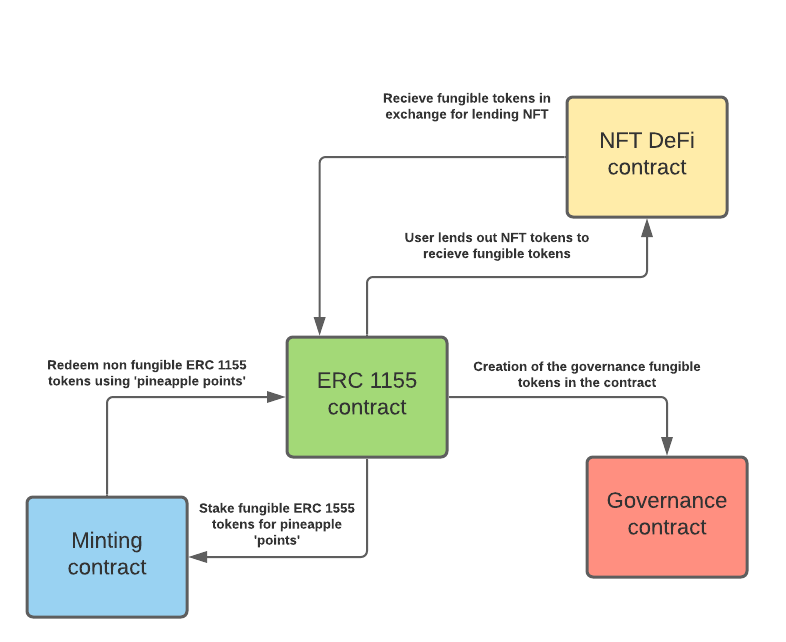 Recieve fungible tokens in
exchange for lending NFT
NFT DeFi
contract
User lends out NFT tokens to
recieve fungible tokens
Redeem non fungible ERC 1155
tokens using 'pineapple points'
ERC 1155
contract
Creation of the governance fungible
tokens in the contract
Stake fungible ERC 1555
tokens for pineapple
'points'
Minting
contract
Governance
contract